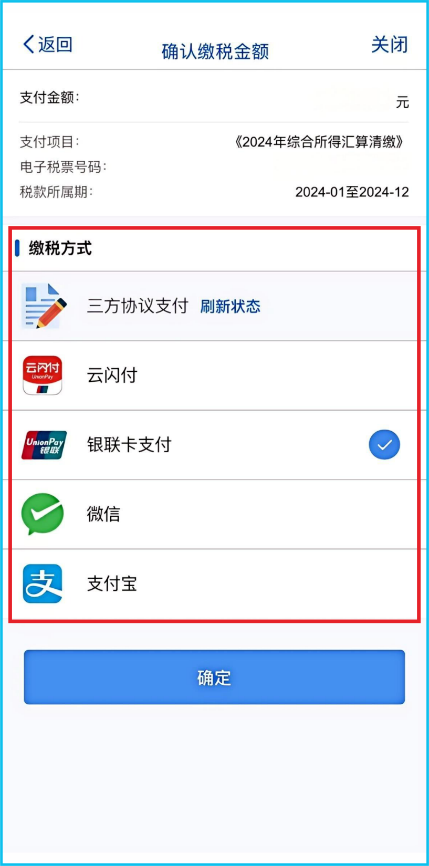 返回 确认缴税金额 关闭
支付金额: 元
支付项目: 《2024年综合所得汇算清缴》
电子税票号码:
税款所属期: 2024-01至2024-12
缴税方式
三方协议支付 刷新状态
云闪付 UnionPay
云闪付
UnionPay
银联
银联卡支付
微信
支
支付宝
确定